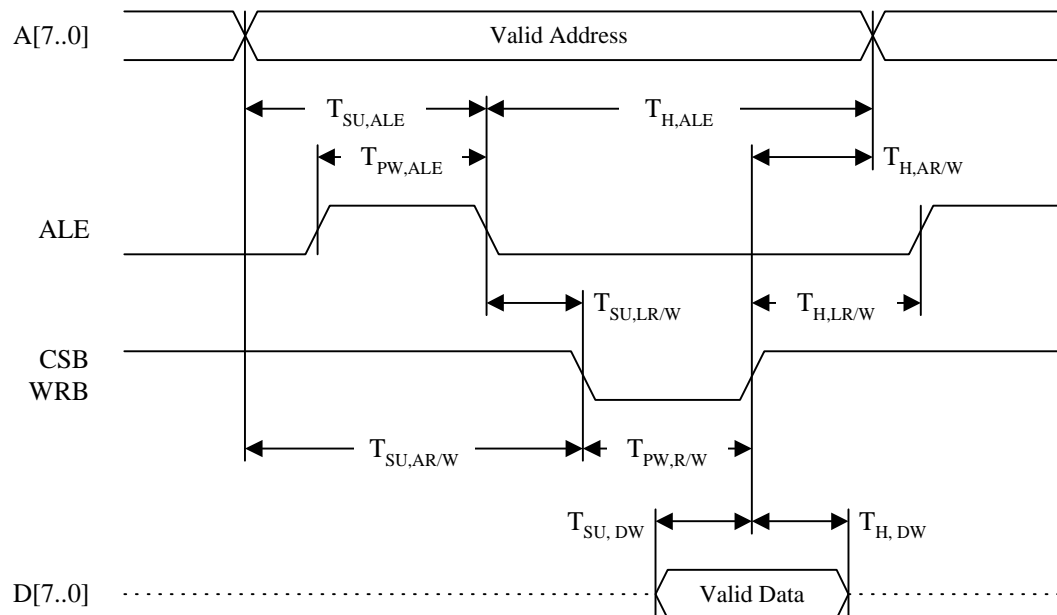 A[7..0] Valid Address
T_SU,ALE T_H,ALE
T_PW,ALE T_H,AR/W
ALE
T_SU,LR/W T_H,LR/W
CSB
WRB
T_SU,AR/W T_PW,R/W
T_SU, DW T_H, DW
D[7..0] Valid Data